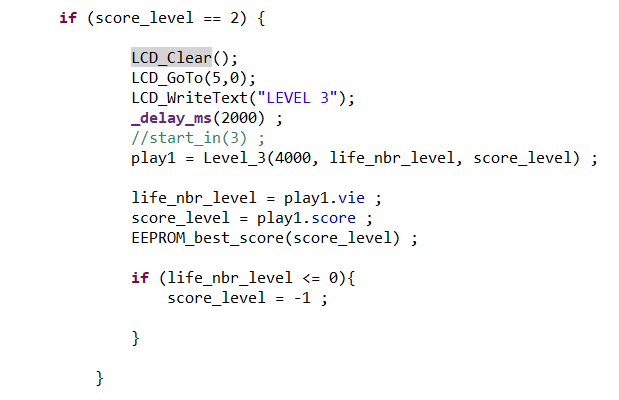 if (score_level == 2) {
LCD_Clear();
LCD_GoTo(5,0);
LCD_WriteText("LEVEL 3");
_delay_ms(2000) ;
//start_in(3) ;
play1 = Level_3(4000, life_nbr_level, score_level) ;
life_nbr_level = play1.vie ;
score_level = play1.score ;
EEPROM_best_score(score_level) ;
if (life_nbr_level <= 0){
score_level = -1 ;
}
}